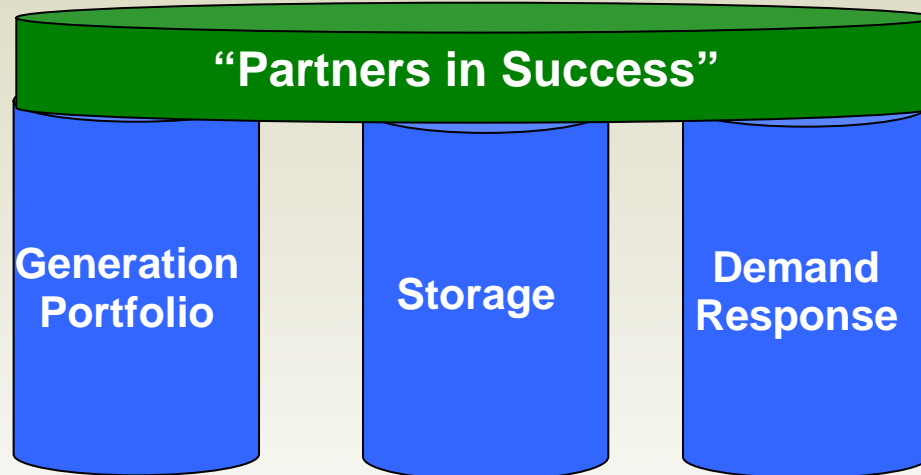 “Partners in Success”
Generation
Portfolio
Storage
Demand
Response